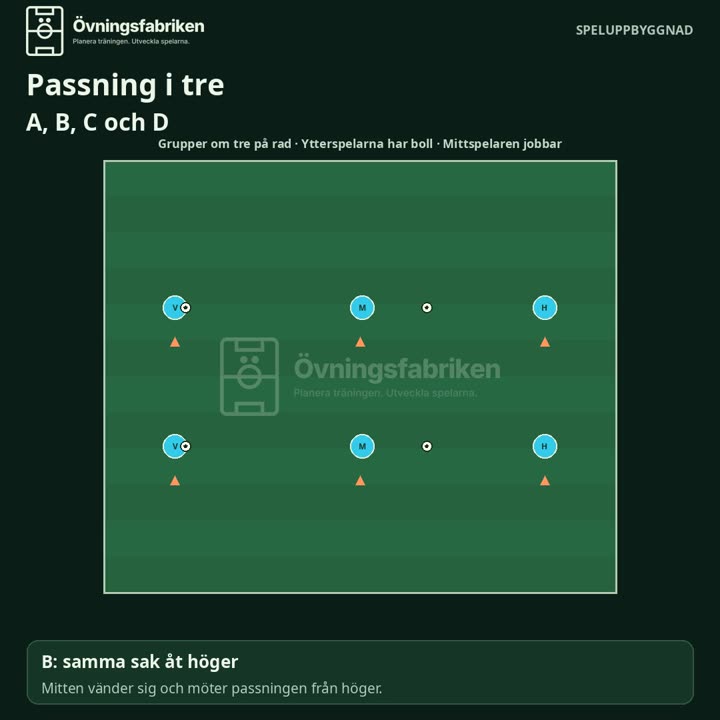 Övningsfabriken
Planera träningen. Utveckla spelarna.
SPELUPPBYGGNAD
Passning i tre
A, B, C och D
Grupper om tre på rad · Ytterspelarna har boll · Mittspelaren jobbar
V M H
Övningsfabriken
Planera träningen. Utveckla spelarna.
V M H
B: samma sak åt höger
Mitten vänder sig och möter passningen från höger.